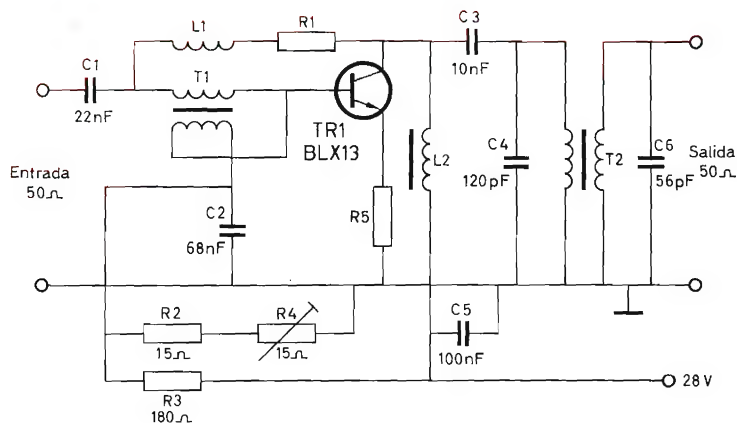 L1
R1
C3
10nF
C1
22nF
T1
TR1
BLX13
L2
C4
120pF
T2
C6
56pF
Entrada
50Ω
Salida
50Ω
C2
68nF
R5
R2
15Ω
R4
15Ω
C5
100nF
R3
180Ω
28V